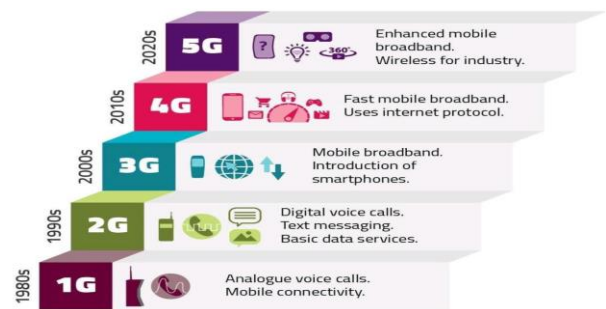 2020s
5G
?
360°
Enhanced mobile
broadband.
Wireless for industry.
2010s
4G
Fast mobile broadband.
Uses internet protocol.
2000s
3G
Mobile broadband.
Introduction of
smartphones.
1990s
2G
Digital voice calls.
Text messaging.
Basic data services.
1980s
1G
Analogue voice calls.
Mobile connectivity.